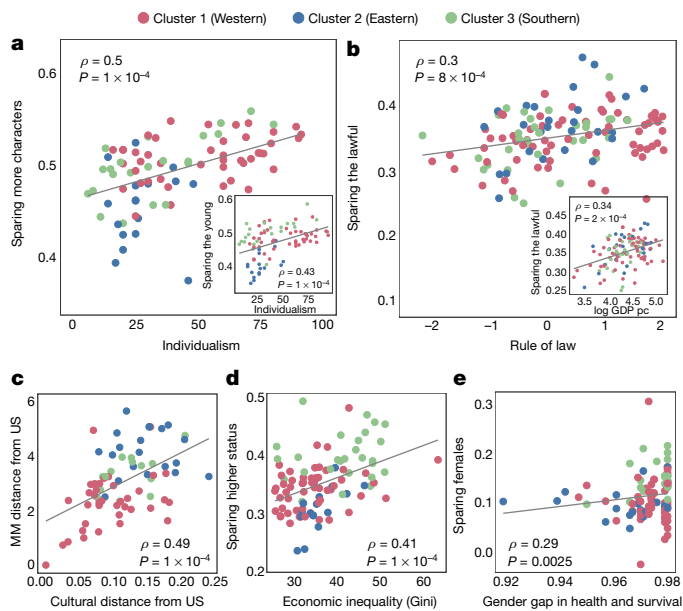 Cluster 1 (Western) Cluster 2 (Eastern) Cluster 3 (Southern)
a
ρ = 0.5
P = 1 × 10⁻⁴
Sparing more characters
0.6
0.5
0.4
0 25 50 75 100
Individualism
Sparing the young
0.6
0.5
0.4
ρ = 0.43
P = 1 × 10⁻⁴
25 50 75
Individualism
b
ρ = 0.3
P = 8 × 10⁻⁴
Sparing the lawful
0.4
0.3
0.2
0.1
−2 −1 0 1 2
Rule of law
ρ = 0.34
P = 2 × 10⁻⁴
Sparing the lawful
0.45
0.40
0.35
0.30
0.25
3.5 4.0 4.5 5.0
log GDP pc
c
MM distance from US
6
5
4
3
2
1
0
ρ = 0.49
P = 1 × 10⁻⁴
0.00 0.05 0.10 0.15 0.20 0.25
Cultural distance from US
d
Sparing higher status
0.5
0.4
0.3
0.2
ρ = 0.41
P = 1 × 10⁻⁴
30 40 50 60
Economic inequality (Gini)
e
Sparing females
0.3
0.2
0.1
0.0
ρ = 0.29
P = 0.0025
0.92 0.94 0.96 0.98
Gender gap in health and survival